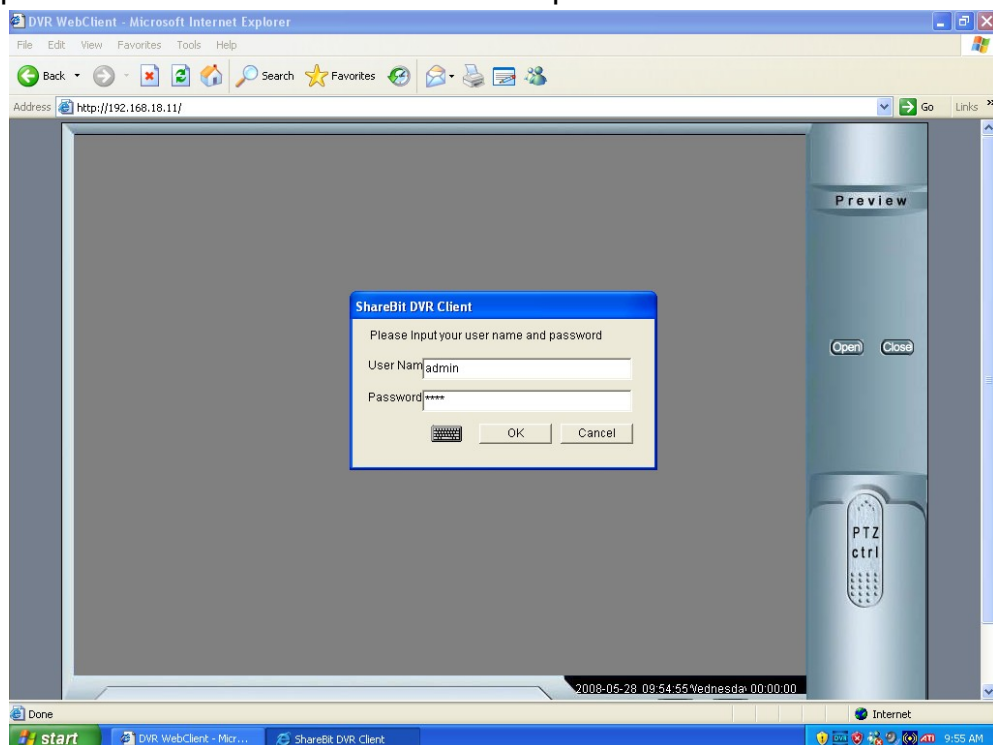 DVR WebClient - Microsoft Internet Explorer
File Edit View Favorites Tools Help
Back Search Favorites
Address http://192.168.18.11/ Go Links »
Preview
ShareBit DVR Client
Please Input your user name and password
User Nam admin
Open Close
Password ****
OK Cancel
PTZ
ctrl
2008-05-28 09:54:55 Wednesda 00:00:00
Done Internet
start DVR WebClient - Micr... ShareBit DVR Client 9:55 AM